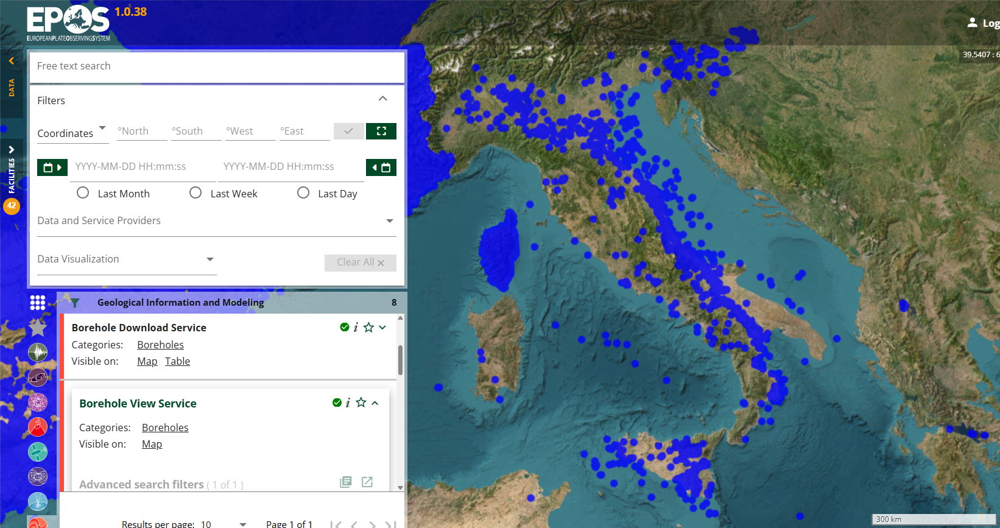 EPOS 1.0.38
EUROPEANPLATEOBSERVINGSYSTEM
Log
39.5407 : 6
DATA
FACILITIES
42
Free text search
Filters
Coordinates °North °South °West °East
YYYY-MM-DD HH:mm:ss YYYY-MM-DD HH:mm:ss
Last Month Last Week Last Day
Data and Service Providers
Data Visualization Clear All
Geological Information and Modeling 8
Borehole Download Service
Categories: Boreholes
Visible on: Map Table
Borehole View Service
Categories: Boreholes
Visible on: Map
Advanced search filters ( 1 of 1 )
Results per page: 10 Page 1 of 1
300 km